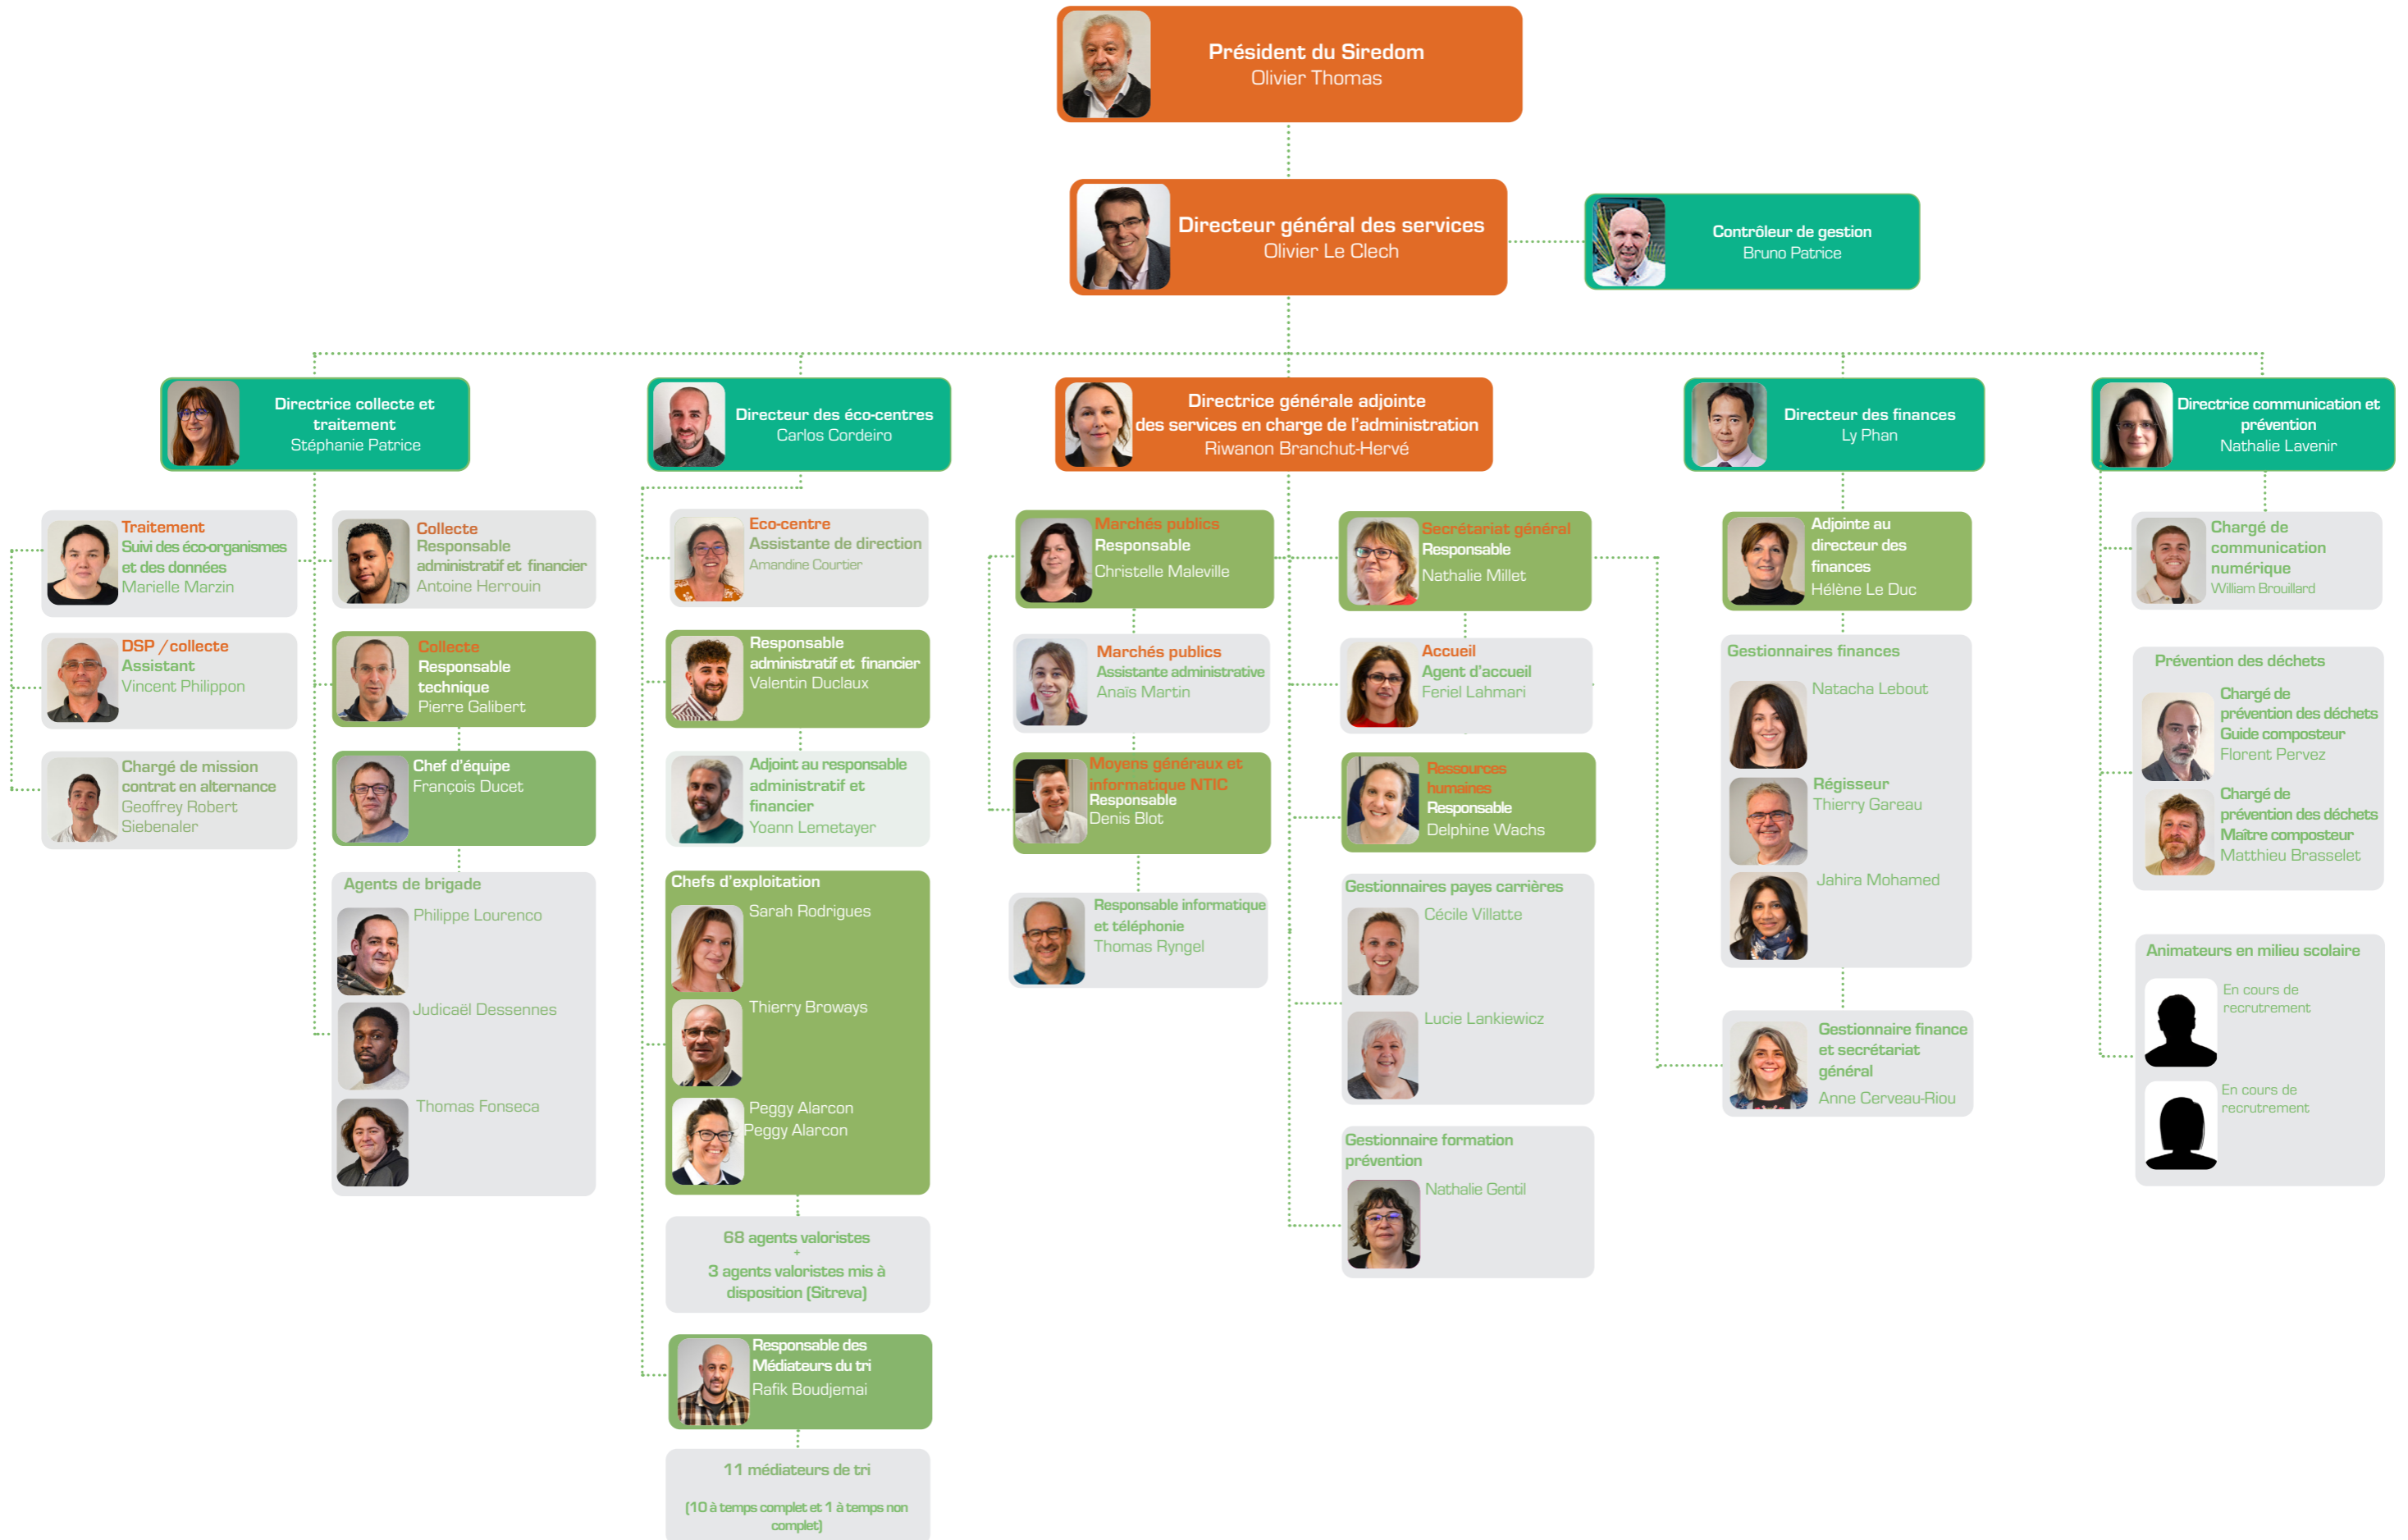 Président du Siredom
Olivier Thomas
Directeur général des services
Olivier Le Clech
Contrôleur de gestion
Bruno Patrice
Directrice collecte et
traitement
Stéphanie Patrice
Directeur des éco-centres
Carlos Cordeiro
Directrice générale adjointe
des services en charge de l'administration
Riwanon Branchut-Hervé
Directeur des finances
Ly Phan
Directrice communication et
prévention
Nathalie Lavenir
Traitement
Suivi des éco-organismes
et des données
Marielle Marzin
DSP / collecte
Assistant
Vincent Philippon
Chargé de mission
contrat en alternance
Geoffrey Robert
Siebenaler
Collecte
Responsable
administratif et financier
Antoine Herrouin
Collecte
Responsable
technique
Pierre Galibert
Chef d'équipe
François Ducet
Agents de brigade
Philippe Lourenco
Judicaël Dessennes
Thomas Fonseca
Eco-centre
Assistante de direction
Amandine Courtier
Responsable
administratif et financier
Valentin Duclaux
Adjoint au responsable
administratif et
financier
Yoann Lemetayer
Chefs d'exploitation
Sarah Rodrigues
Thierry Broways
Peggy Alarcon
Peggy Alarcon
68 agents valoristes
+
3 agents valoristes mis à
disposition (Sitreva)
Responsable des
Médiateurs du tri
Rafik Boudjemai
11 médiateurs de tri
(10 à temps complet et 1 à temps non
complet)
Marchés publics
Responsable
Christelle Maleville
Marchés publics
Assistante administrative
Anaïs Martin
Moyens généraux et
informatique NTIC
Responsable
Denis Blot
Responsable informatique
et téléphonie
Thomas Ryngel
Secrétariat général
Responsable
Nathalie Millet
Accueil
Agent d'accueil
Feriel Lahmari
Ressources
humaines
Responsable
Delphine Wachs
Gestionnaires payes carrières
Cécile Villatte
Lucie Lankiewicz
Gestionnaire formation
prévention
Nathalie Gentil
Adjointe au
directeur des
finances
Hélène Le Duc
Gestionnaires finances
Natacha Lebout
Régisseur
Thierry Gareau
Jahira Mohamed
Gestionnaire finance
et secrétariat
général
Anne Cerveau-Riou
Chargé de
communication
numérique
William Brouillard
Prévention des déchets
Chargé de
prévention des déchets
Guide composteur
Florent Pervez
Chargé de
prévention des déchets
Maître composteur
Matthieu Brasselet
Animateurs en milieu scolaire
En cours de
recrutrement
En cours de
recrutrement